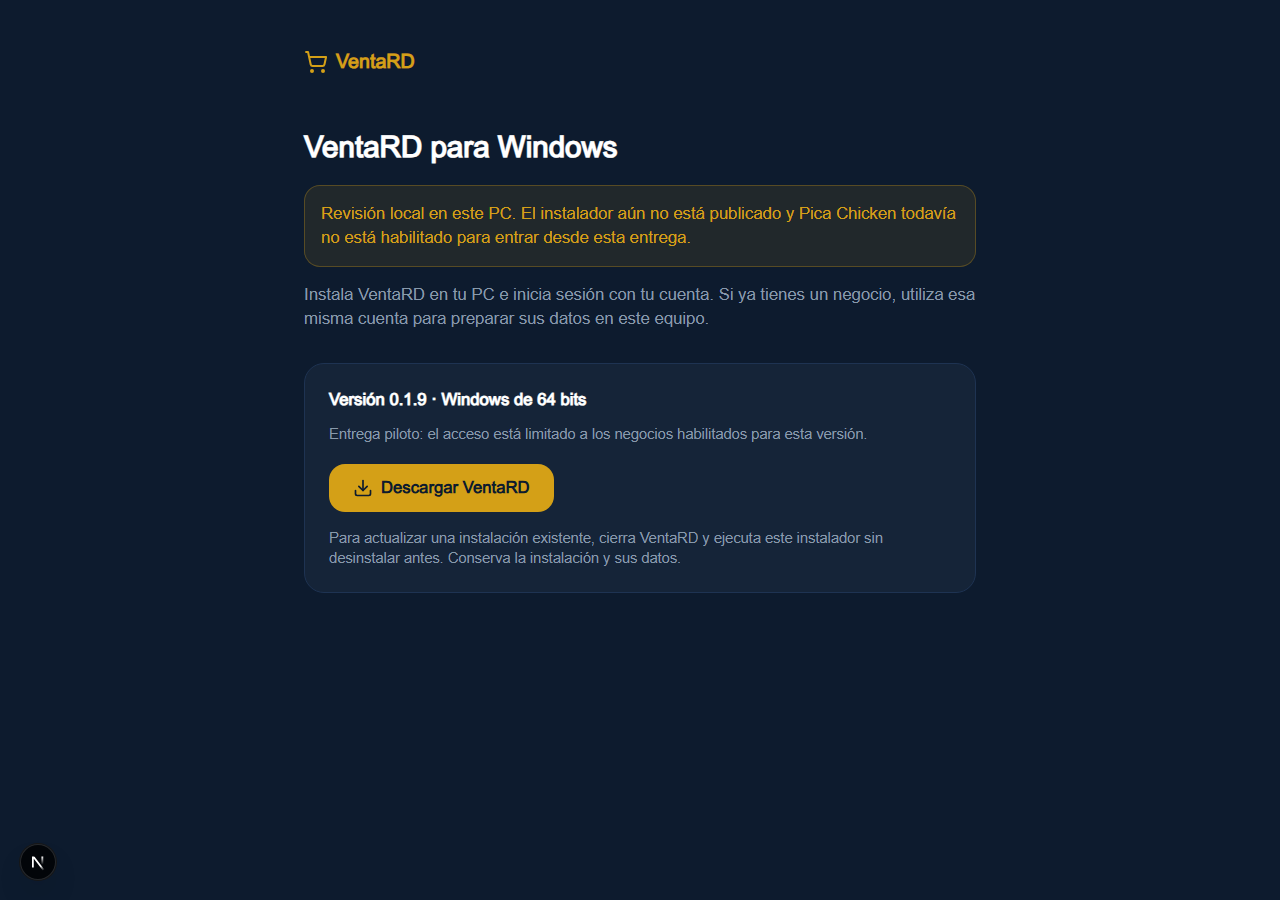 VentaRD
VentaRD para Windows
Revisión local en este PC. El instalador aún no está publicado y Pica Chicken todavía
no está habilitado para entrar desde esta entrega.
Instala VentaRD en tu PC e inicia sesión con tu cuenta. Si ya tienes un negocio, utiliza esa
misma cuenta para preparar sus datos en este equipo.
Versión 0.1.9 · Windows de 64 bits
Entrega piloto: el acceso está limitado a los negocios habilitados para esta versión.
Descargar VentaRD
Para actualizar una instalación existente, cierra VentaRD y ejecuta este instalador sin
desinstalar antes. Conserva la instalación y sus datos.
N